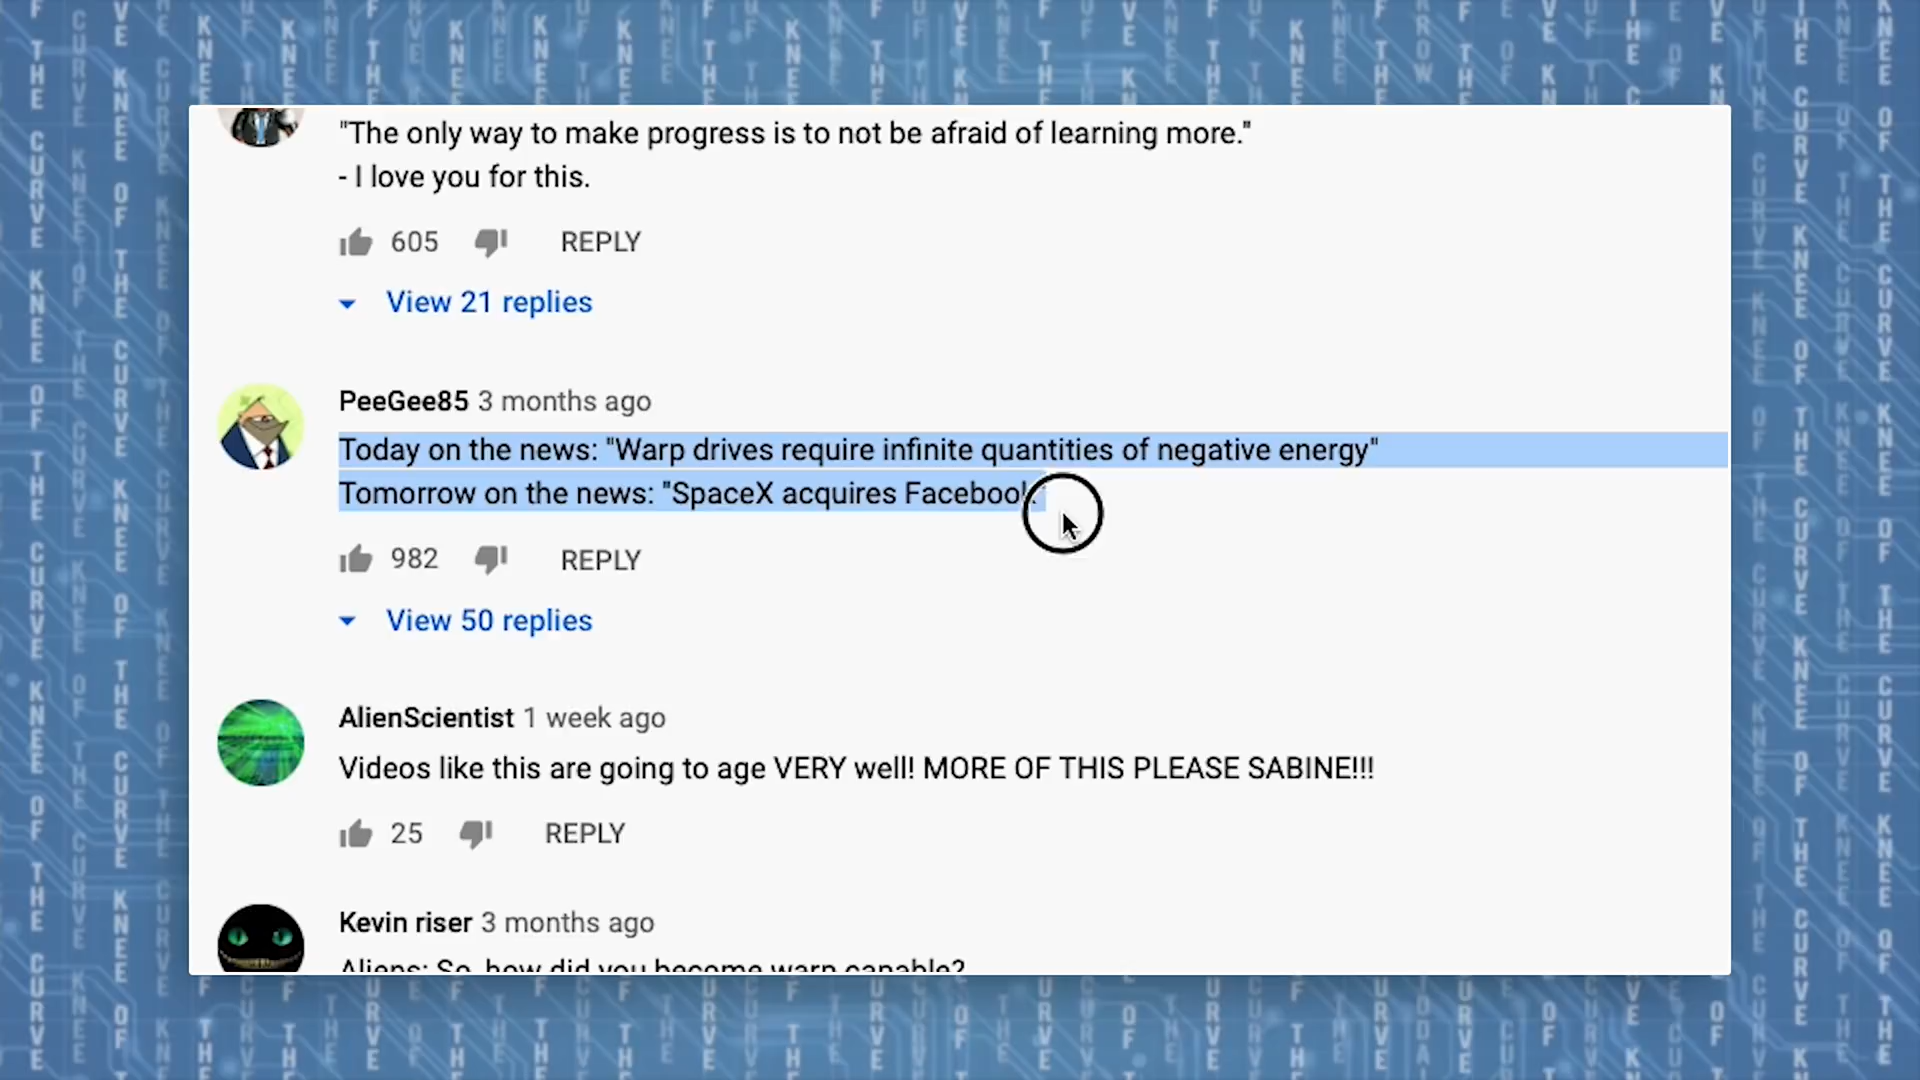 "The only way to make progress is to not be afraid of learning more."
- I love you for this.
605 REPLY
View 21 replies
PeeGee85 3 months ago
Today on the news: "Warp drives require infinite quantities of negative energy"
Tomorrow on the news: "SpaceX acquires Facebook."
982 REPLY
View 50 replies
AlienScientist 1 week ago
Videos like this are going to age VERY well! MORE OF THIS PLEASE SABINE!!!
25 REPLY
Kevin riser 3 months ago
Aliens: So, how did you become warp capable?